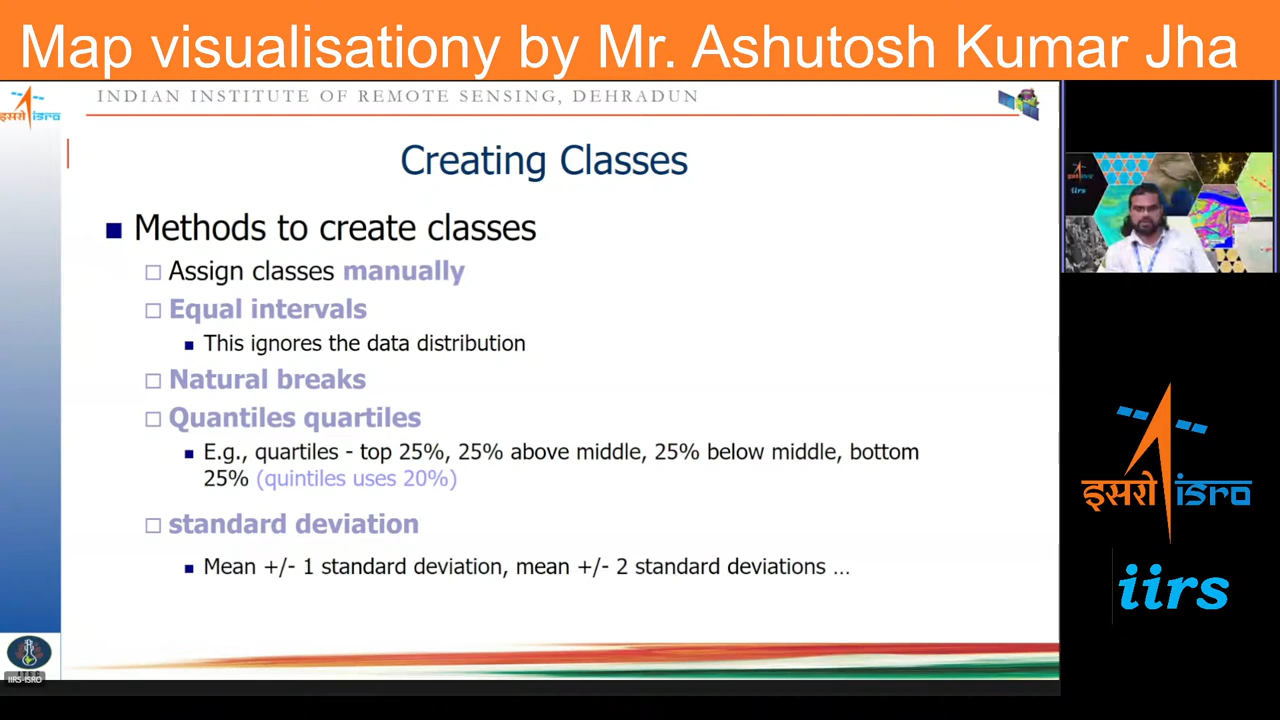 Map visualisationy by Mr. Ashutosh Kumar Jha
INDIAN INSTITUTE OF REMOTE SENSING, DEHRADUN
इसरो isro
Creating Classes
Methods to create classes
Assign classes manually
Equal intervals
This ignores the data distribution
Natural breaks
Quantiles quartiles
E.g., quartiles - top 25%, 25% above middle, 25% below middle, bottom
25% (quintiles uses 20%)
standard deviation
Mean +/- 1 standard deviation, mean +/- 2 standard deviations ...
IIRS-ISRO
iirs
इसरो isro
iirs